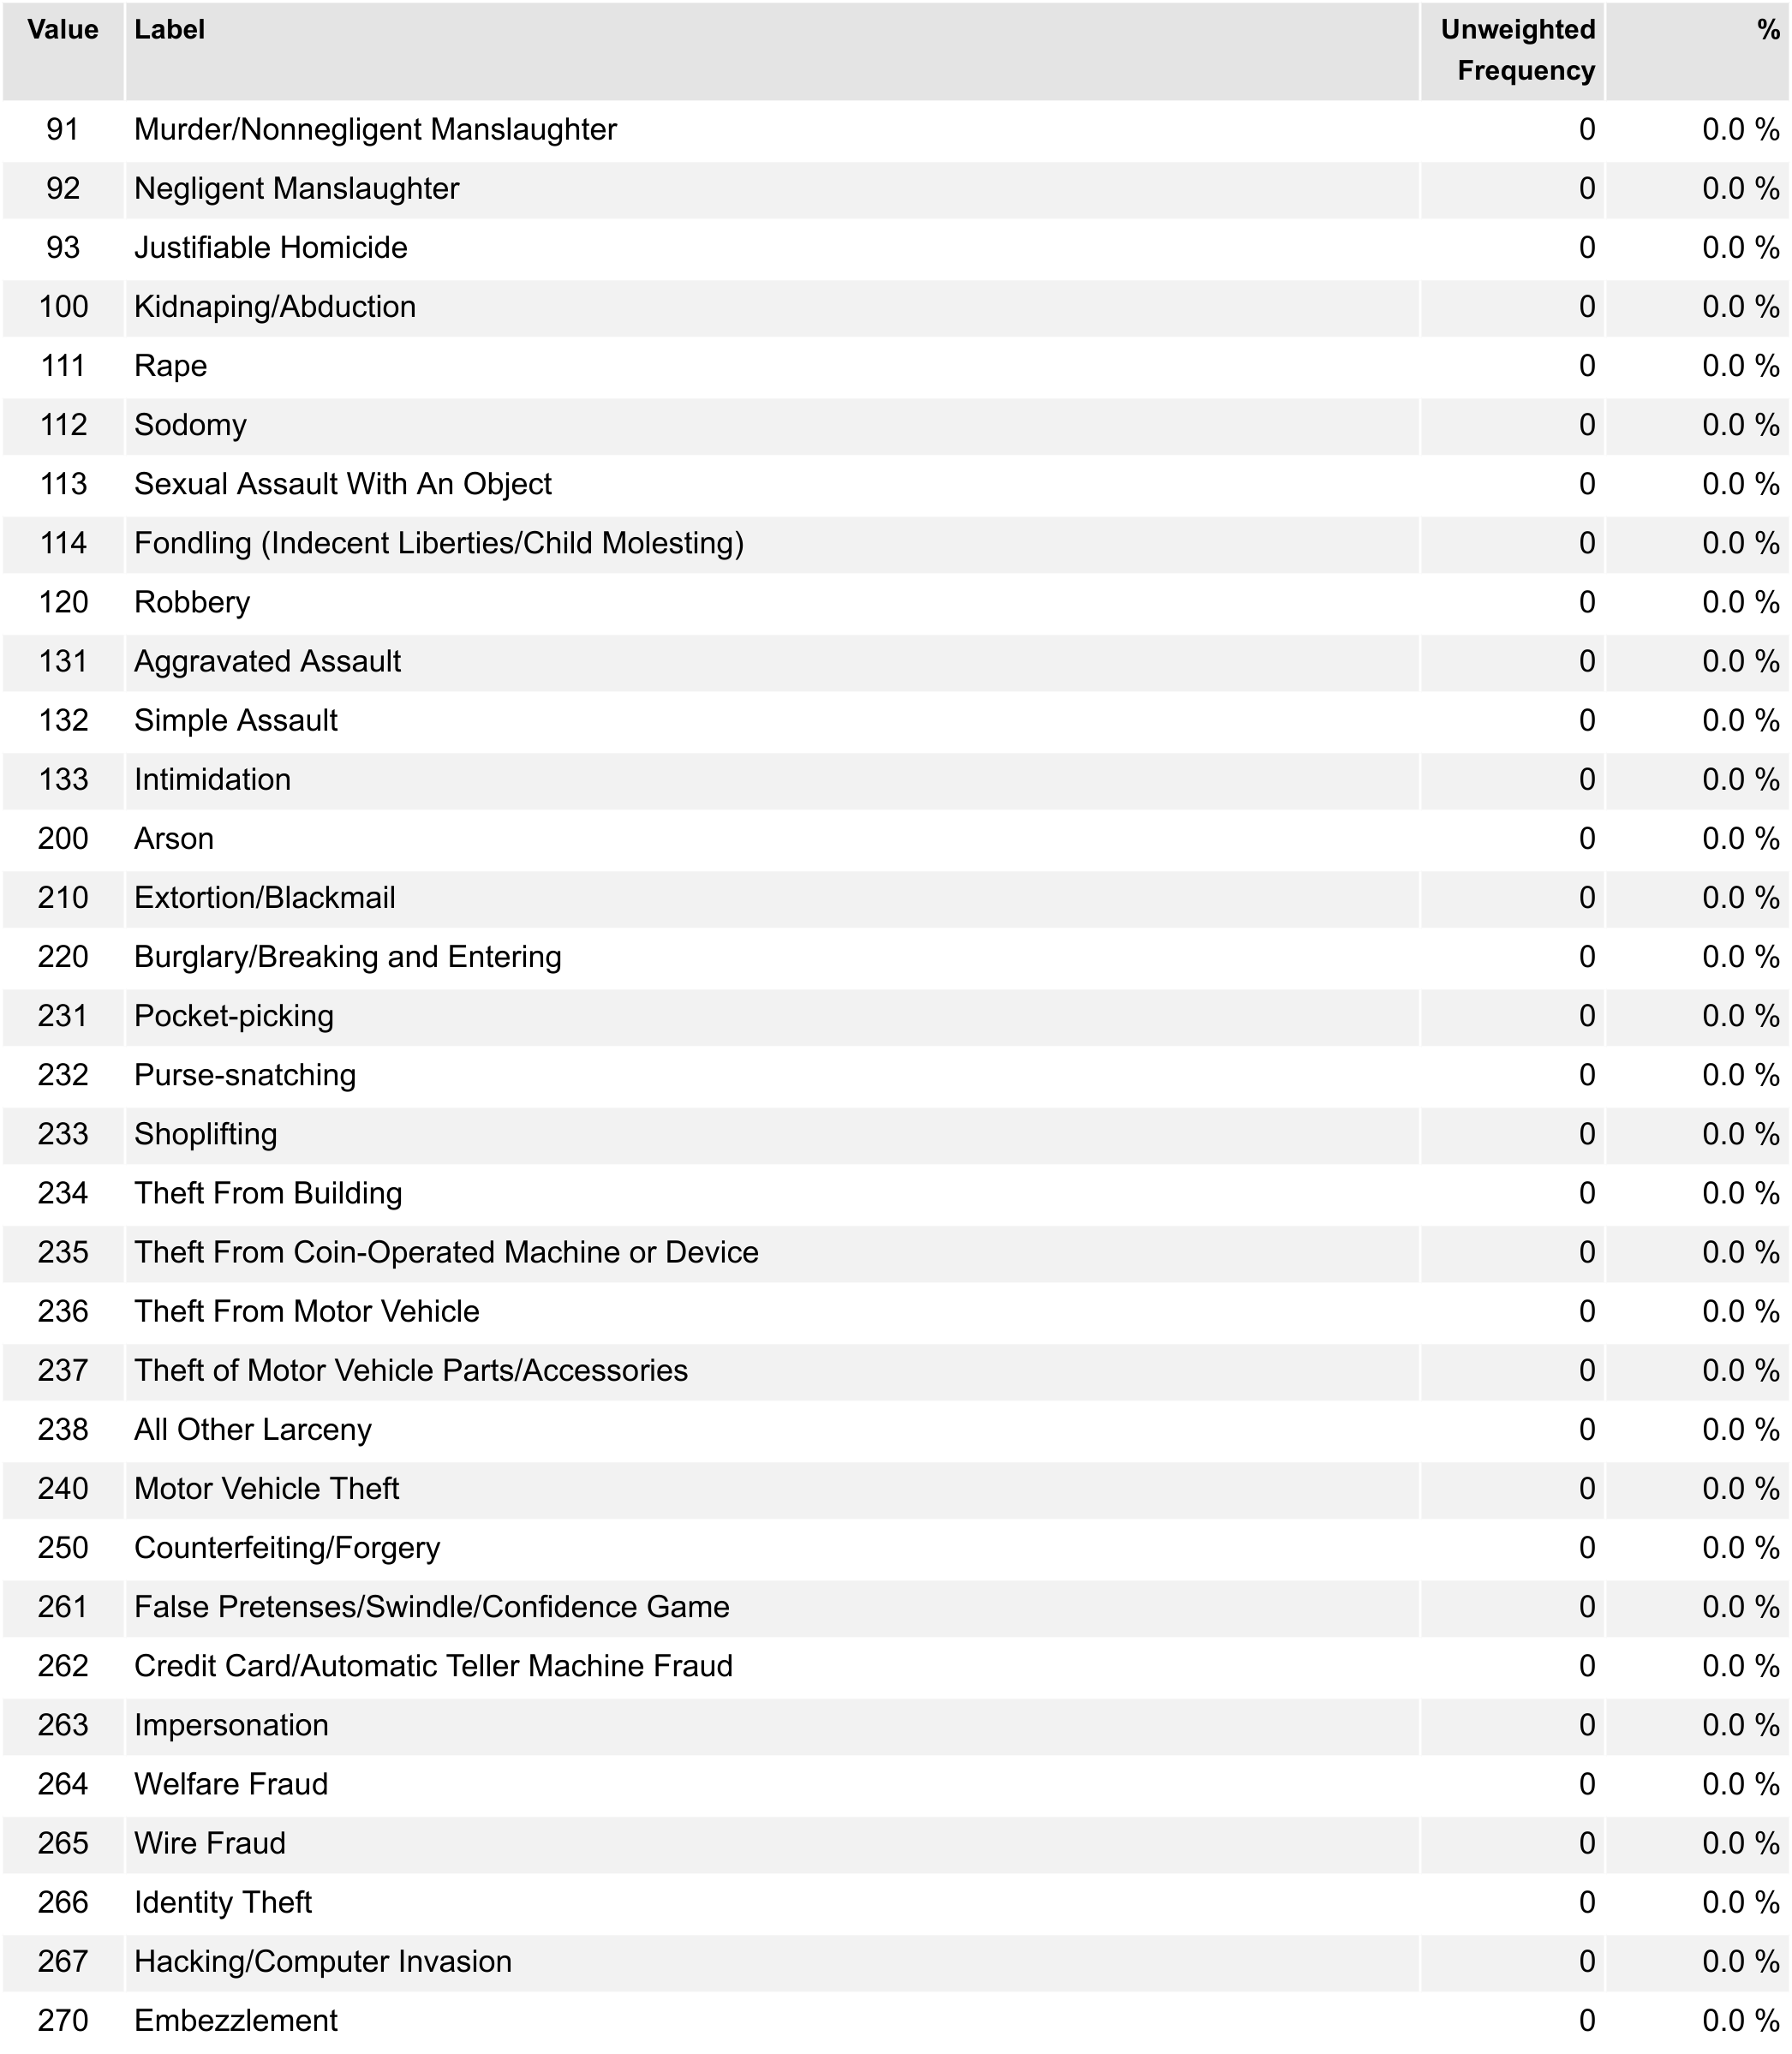 Value Label Unweighted Frequency %
91 Murder/Nonnegligent Manslaughter 0 0.0 %
92 Negligent Manslaughter 0 0.0 %
93 Justifiable Homicide 0 0.0 %
100 Kidnaping/Abduction 0 0.0 %
111 Rape 0 0.0 %
112 Sodomy 0 0.0 %
113 Sexual Assault With An Object 0 0.0 %
114 Fondling (Indecent Liberties/Child Molesting) 0 0.0 %
120 Robbery 0 0.0 %
131 Aggravated Assault 0 0.0 %
132 Simple Assault 0 0.0 %
133 Intimidation 0 0.0 %
200 Arson 0 0.0 %
210 Extortion/Blackmail 0 0.0 %
220 Burglary/Breaking and Entering 0 0.0 %
231 Pocket-picking 0 0.0 %
232 Purse-snatching 0 0.0 %
233 Shoplifting 0 0.0 %
234 Theft From Building 0 0.0 %
235 Theft From Coin-Operated Machine or Device 0 0.0 %
236 Theft From Motor Vehicle 0 0.0 %
237 Theft of Motor Vehicle Parts/Accessories 0 0.0 %
238 All Other Larceny 0 0.0 %
240 Motor Vehicle Theft 0 0.0 %
250 Counterfeiting/Forgery 0 0.0 %
261 False Pretenses/Swindle/Confidence Game 0 0.0 %
262 Credit Card/Automatic Teller Machine Fraud 0 0.0 %
263 Impersonation 0 0.0 %
264 Welfare Fraud 0 0.0 %
265 Wire Fraud 0 0.0 %
266 Identity Theft 0 0.0 %
267 Hacking/Computer Invasion 0 0.0 %
270 Embezzlement 0 0.0 %